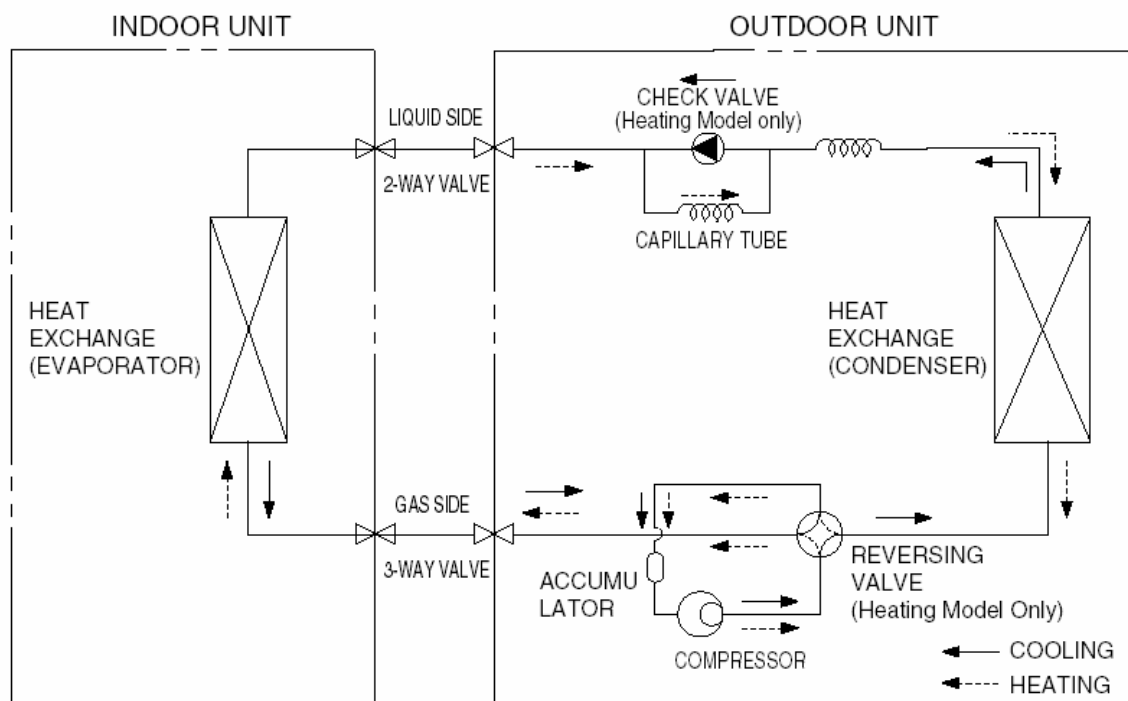 INDOOR UNIT
OUTDOOR UNIT
LIQUID SIDE
CHECK VALVE
(Heating Model only)
2-WAY VALVE
CAPILLARY TUBE
HEAT
EXCHANGE
(EVAPORATOR)
HEAT
EXCHANGE
(CONDENSER)
GAS SIDE
3-WAY VALVE
ACCUMU
LATOR
REVERSING
VALVE
(Heating Model Only)
COMPRESSOR
COOLING
HEATING